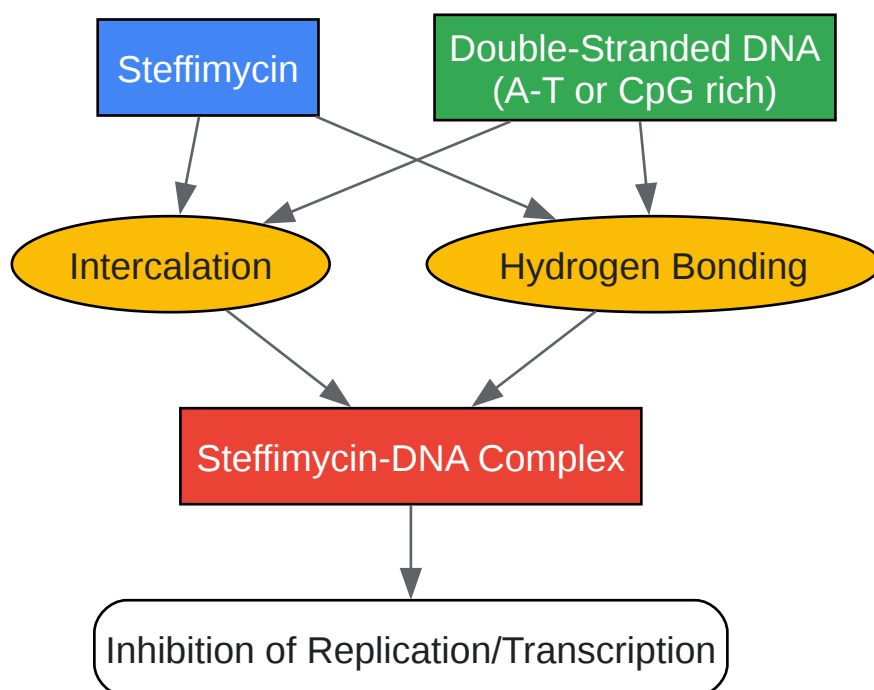 Steffimycin
Double-Stranded DNA
(A-T or CpG rich)
Intercalation
Hydrogen Bonding
Steffimycin-DNA Complex
Inhibition of Replication/Transcription